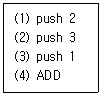 (1) push 2
(2) push 3
(3) push 1
(4) ADD